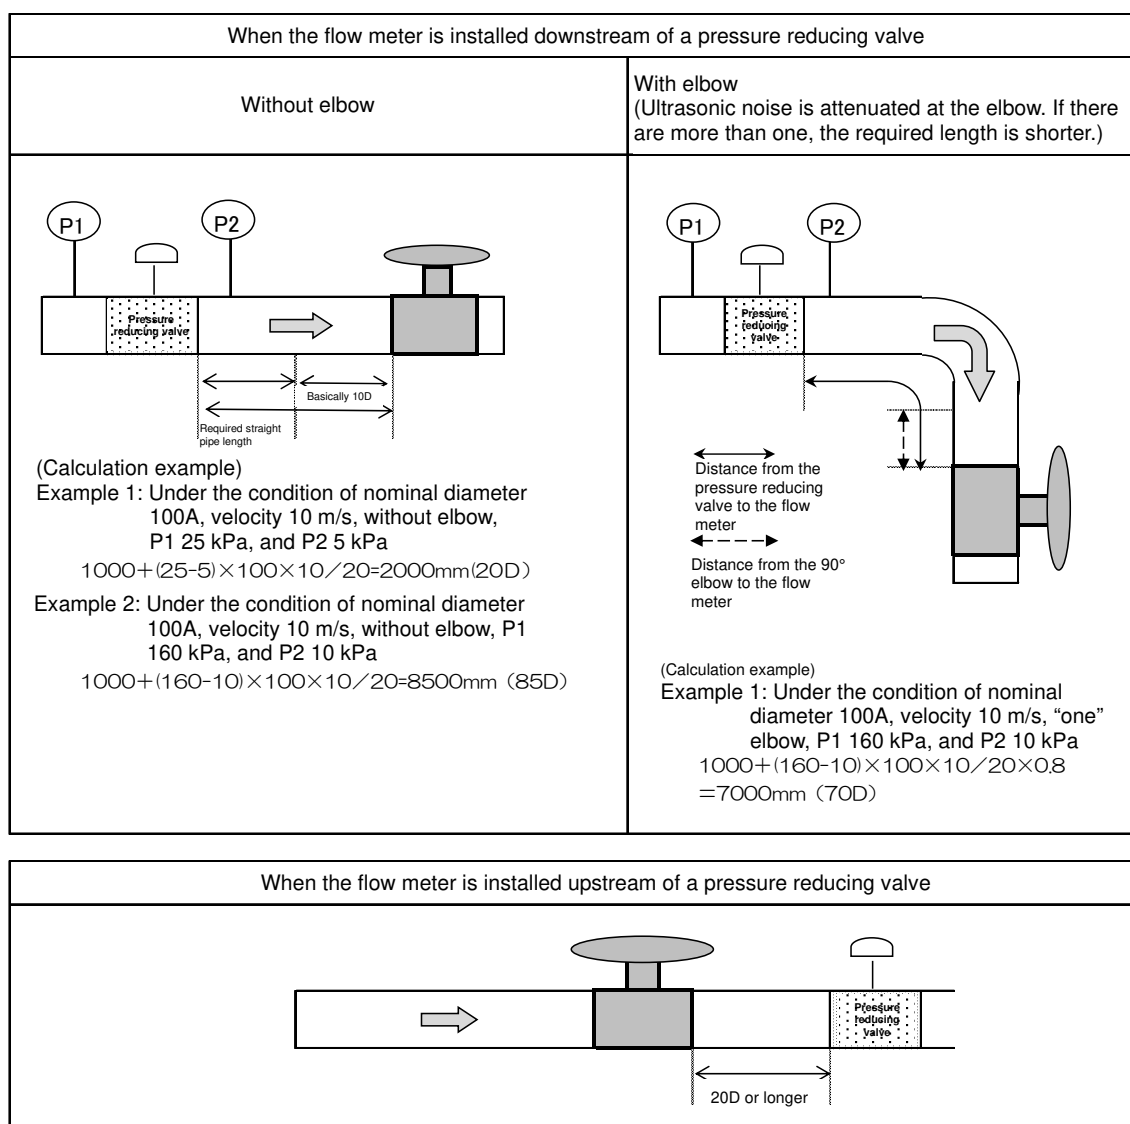 When the flow meter is installed downstream of a pressure reducing valve
Without elbow
With elbow
(Ultrasonic noise is attenuated at the elbow. If there
are more than one, the required length is shorter.)
P1
P2
Pressure
reducing valve
Basically 10D
Required straight
pipe length
(Calculation example)
Example 1: Under the condition of nominal diameter
100A, velocity 10 m/s, without elbow,
P1 25 kPa, and P2 5 kPa
1000+(25-5)×100×10/20=2000mm(20D)
Example 2: Under the condition of nominal diameter
100A, velocity 10 m/s, without elbow, P1
160 kPa, and P2 10 kPa
1000+(160-10)×100×10/20=8500mm (85D)
P1
P2
Pressure
reducing
valve
Distance from the
pressure reducing
valve to the flow
meter
Distance from the 90°
elbow to the flow
meter
(Calculation example)
Example 1: Under the condition of nominal
diameter 100A, velocity 10 m/s, “one”
elbow, P1 160 kPa, and P2 10 kPa
1000+(160-10)×100×10/20×0.8
=7000mm (70D)
When the flow meter is installed upstream of a pressure reducing valve
Pressure
reducing
valve
20D or longer